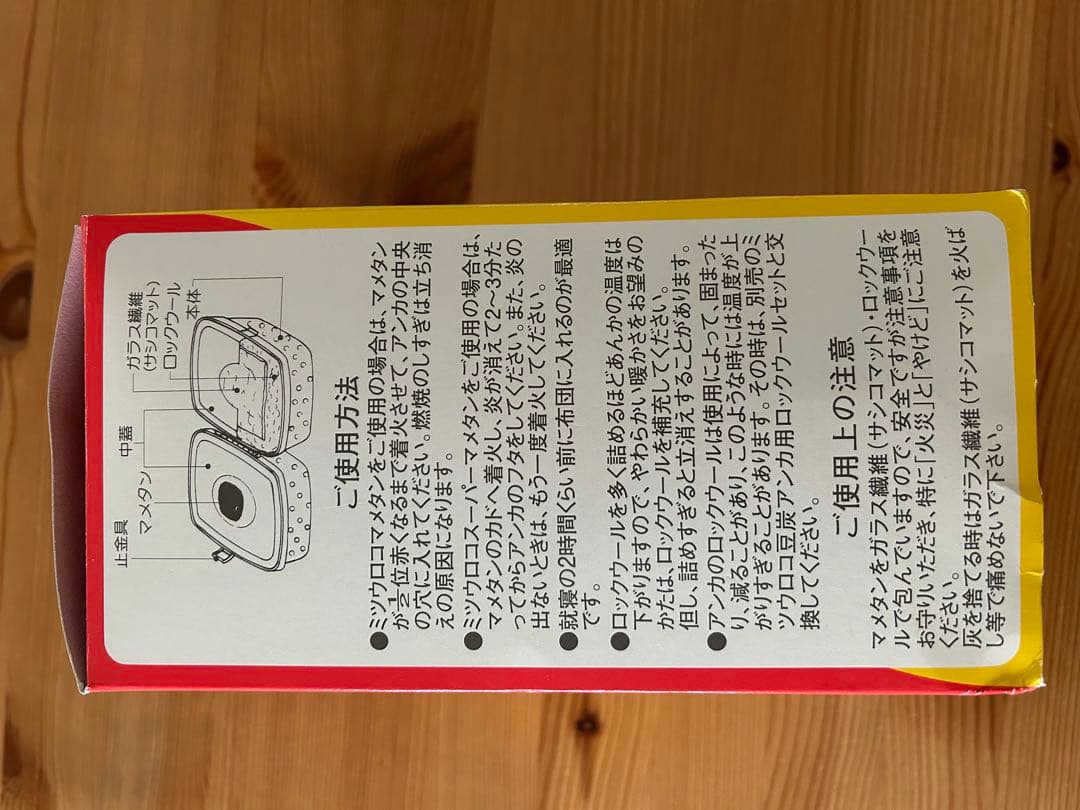 止金具
マメタン
中蓋
ガラス繊維
(サシコマット)
ロックウール
本体
ご使用方法
●ミツウロコマメタンをご使用の場合は、マメタン
が1/2位赤くなるまで着火させて、アンカの中央
の穴に入れてください。燃焼のしすぎは立ち消
えの原因になります。
●ミツウロコスーパーマメタンをご使用の場合は、
マメタンのカドへ着火し、炎が消えて2〜3分た
ってからアンカのフタをしてください。また、炎の
出ないときは、もう一度着火してください。
●就寝の2時間くらい前に布団に入れるのが最適
です。
●ロックウールを多く詰めるほどあんかの温度は
下がりますので、やわらかい暖かさをお望みの
かたは、ロックウールを補充してください。
但し、詰めすぎると立消えすることがあります。
●アンカのロックウールは使用によって、固まった
り、減ることがあり、このような時には温度が上
がりすぎることがあります。その時は、別売のミ
ツウロコ豆炭アンカ用ロックウールセットと交
換してください。
ご使用上の注意
マメタンをガラス繊維(サシコマット)・ロックウー
ルで包んでいますので、安全ですが注意事項を
お守りいただき、特に「火災」と「やけど」にご注意
ください。
灰を捨てる時はガラス繊維(サシコマット)を火ば
し等で痛めないで下さい。